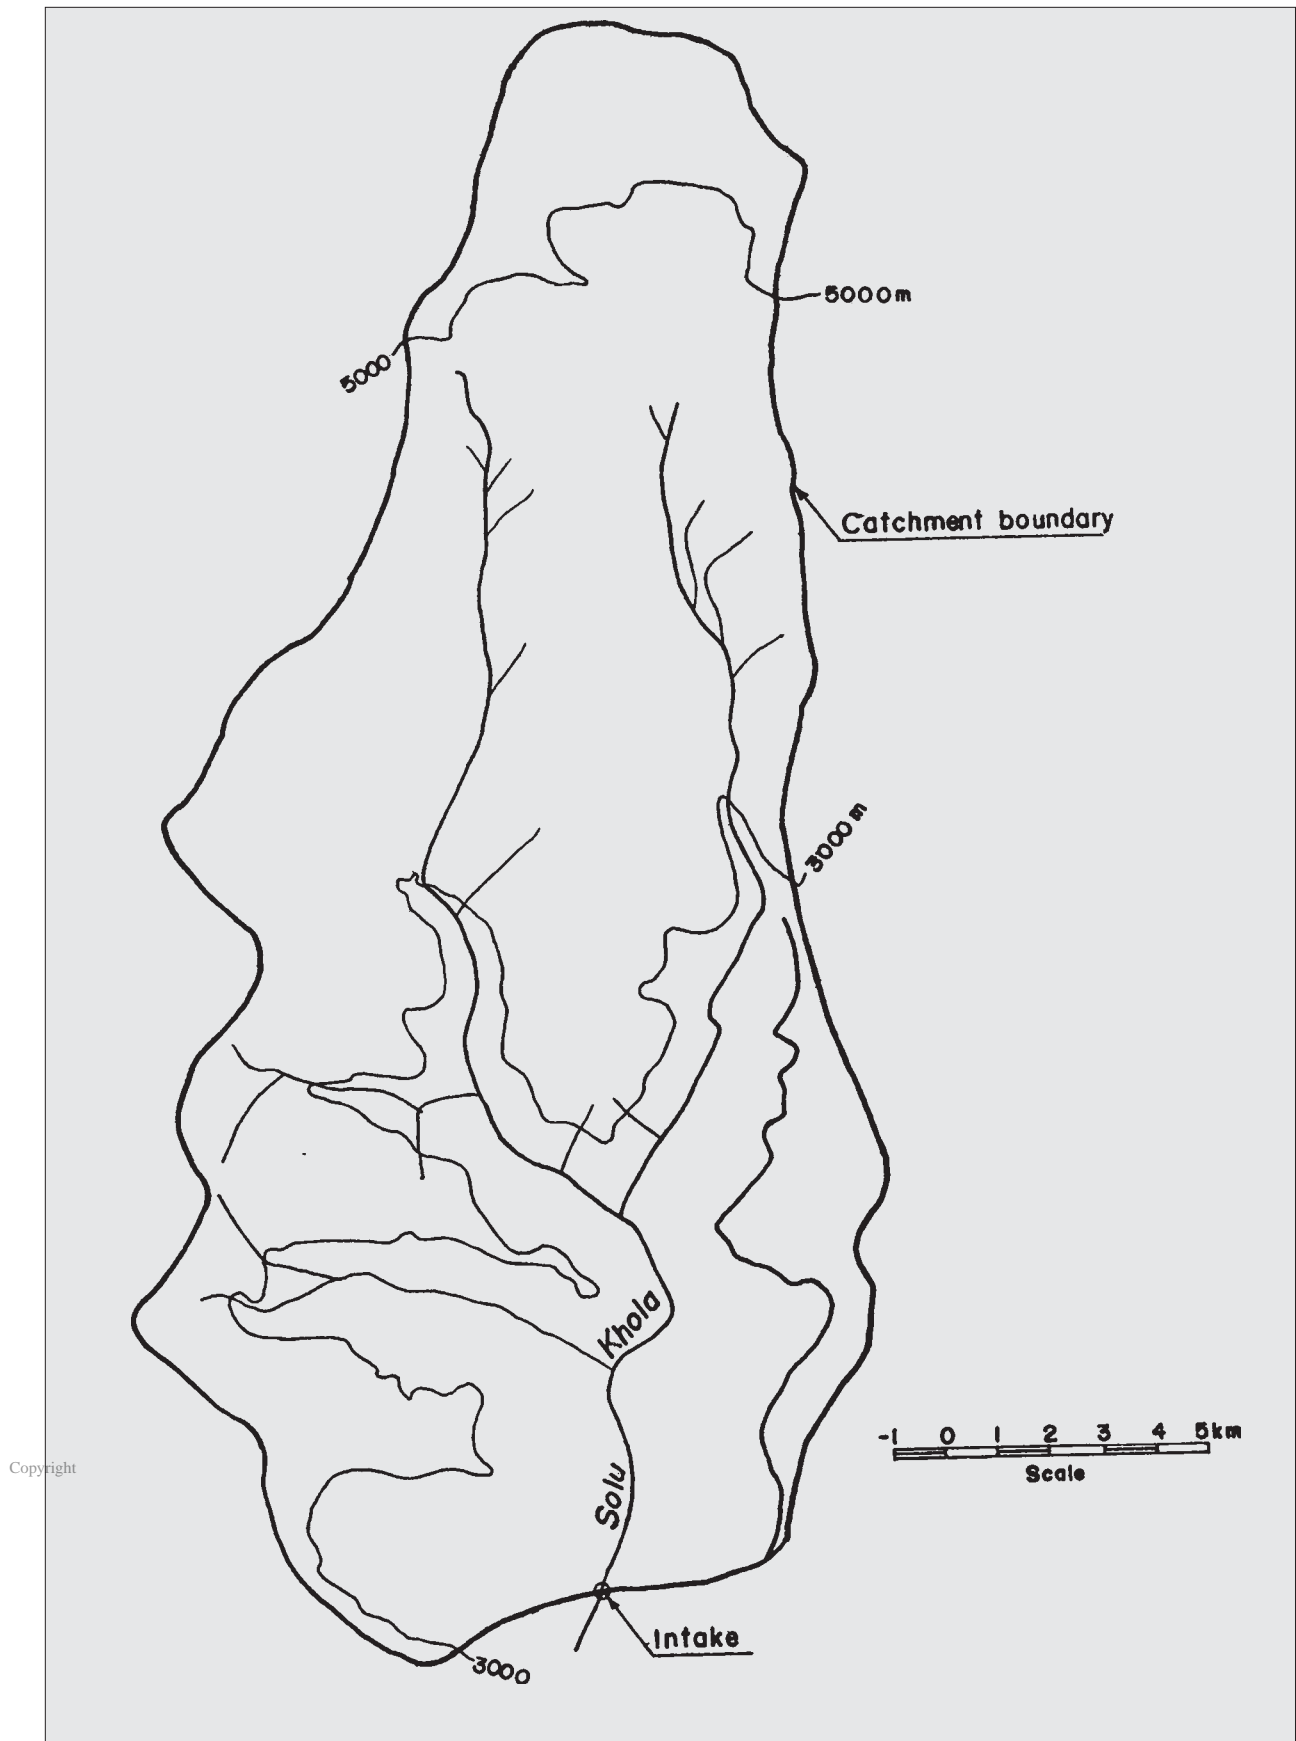 5000m
5000
Catchment boundary
3000m
Khola
-1 0 1 2 3 4 5km
Scale
Copyright
Solu
Intake
3000